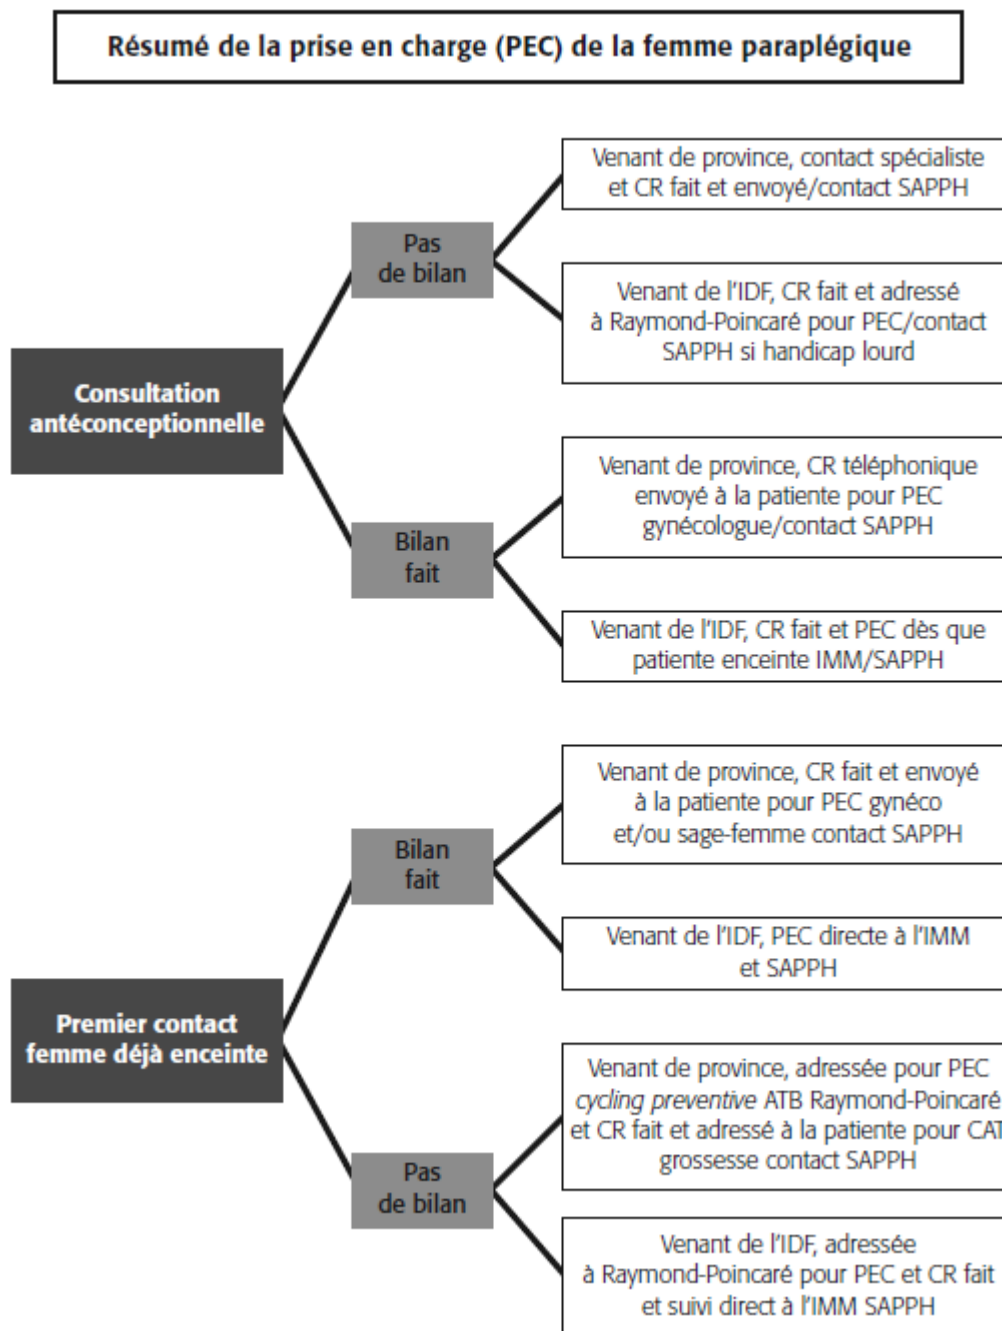 Résumé de la prise en charge (PEC) de la femme paraplégique
Consultation
antéconceptionnelle
Pas
de bilan
Venant de province, contact spécialiste
et CR fait et envoyé/contact SAPPH
Venant de l'IDF, CR fait et adressé
à Raymond-Poincaré pour PEC/contact
SAPPH si handicap lourd
Bilan
fait
Venant de province, CR téléphonique
envoyé à la patiente pour PEC
gynécologue/contact SAPPH
Venant de l'IDF, CR fait et PEC dès que
patiente enceinte IMM/SAPPH
Premier contact
femme déjà enceinte
Bilan
fait
Venant de province, CR fait et envoyé
à la patiente pour PEC gynéco
et/ou sage-femme contact SAPPH
Venant de l'IDF, PEC directe à l'IMM
et SAPPH
Pas
de bilan
Venant de province, adressée pour PEC
cycling preventive ATB Raymond-Poincaré
et CR fait et adressé à la patiente pour CAT
grossesse contact SAPPH
Venant de l'IDF, adressée
à Raymond-Poincaré pour PEC et CR fait
et suivi direct à l'IMM SAPPH